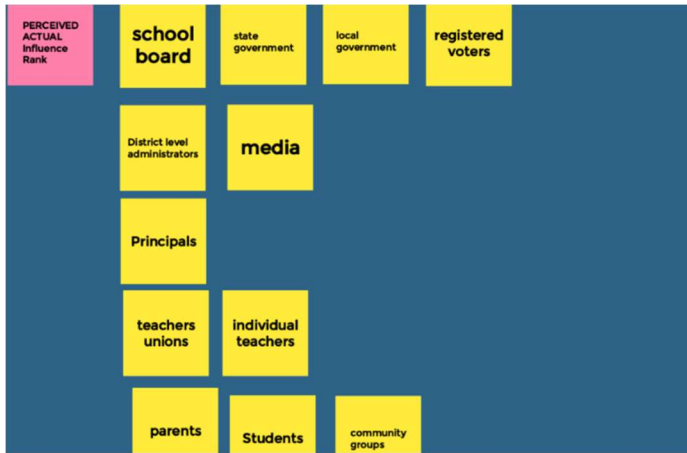 PERCEIVED
ACTUAL
Influence
Rank
school
board
state
government
local
government
registered
voters
District level
administrators
media
Principals
teachers
unions
individual
teachers
parents
Students
community
groups